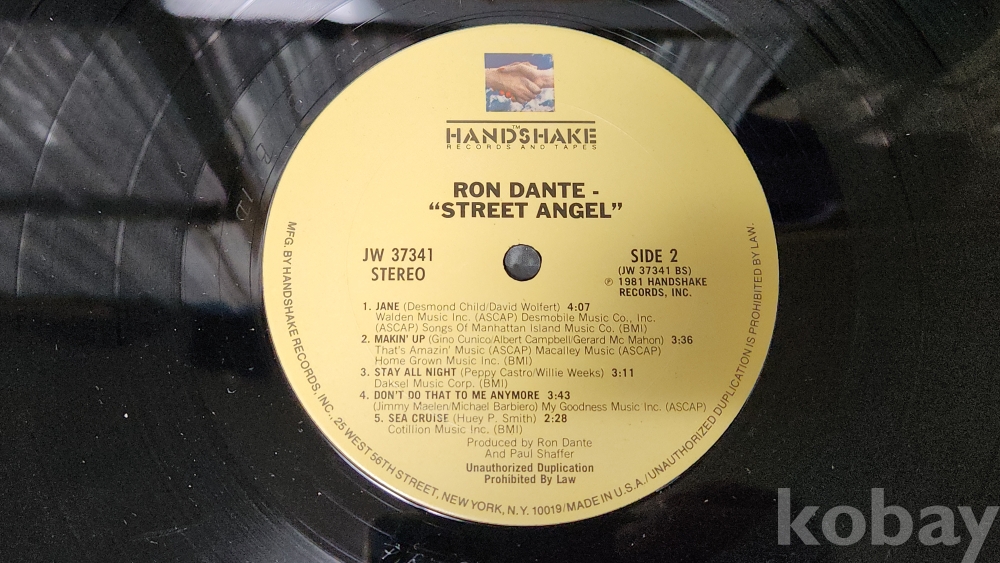 HANDSHAKE TM
RECORDS AND TAPES
RON DANTE -
“STREET ANGEL”
JW 37341
STEREO
SIDE 2
(JW 37341 BS)
℗ 1981 HANDSHAKE
RECORDS, INC.
1. JANE (Desmond Child/David Wolfert) 4:07
Walden Music Inc. (ASCAP) Desmobile Music Co., Inc.
(ASCAP) Songs Of Manhattan Island Music Co. (BMI)
2. MAKIN' UP (Gino Cunico/Albert Campbell/Gerard Mc Mahon) 3:36
That's Amazin' Music (ASCAP) Macalley Music (ASCAP)
Home Grown Music Inc. (BMI)
3. STAY ALL NIGHT (Peppy Castro/Willie Weeks) 3:11
Daksel Music Corp. (BMI)
4. DON'T DO THAT TO ME ANYMORE 3:43
(Jimmy Maelen/Michael Barbiero) My Goodness Music Inc. (ASCAP)
5. SEA CRUISE (Huey P. Smith) 2:28
Cotillion Music Inc. (BMI)
Produced by Ron Dante
And Paul Shaffer
Unauthorized Duplication
Prohibited By Law
MFG. BY HANDSHAKE RECORDS, INC., 25 WEST 56TH STREET, NEW YORK, N.Y. 10019/MADE IN U.S.A./UNAUTHORIZED DUPLICATION IS PROHIBITED BY LAW.
kobay